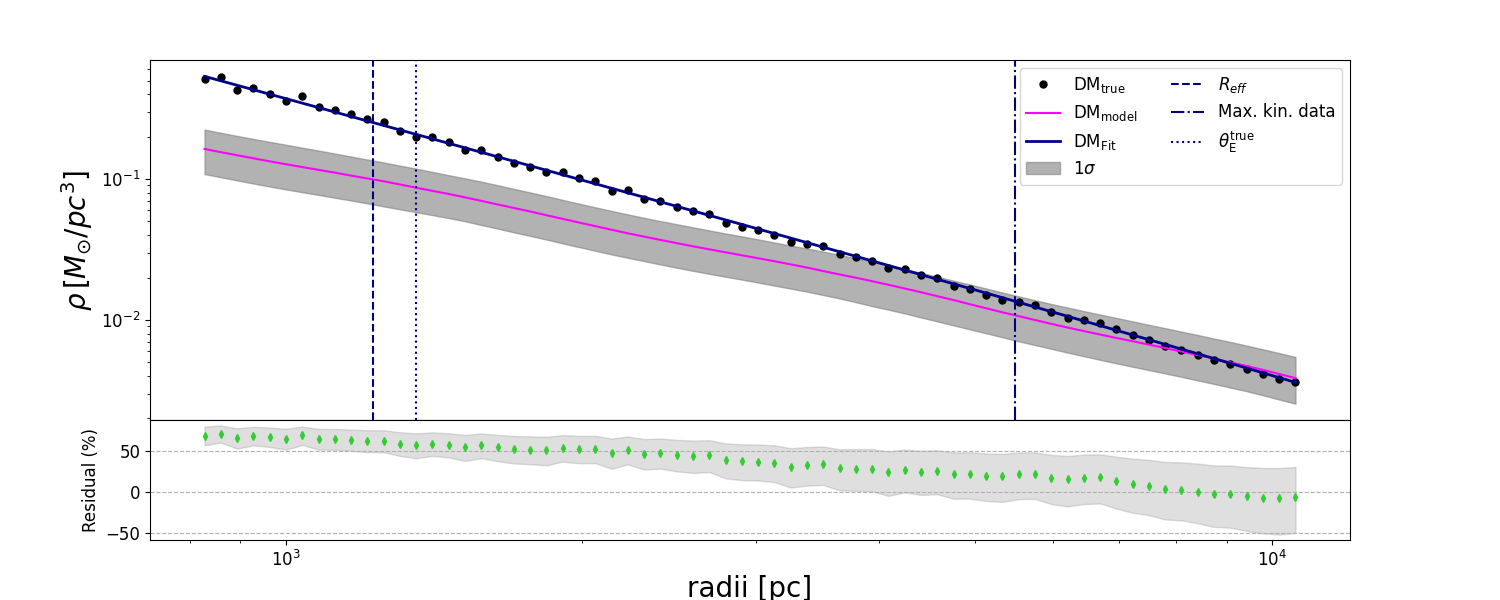 ρ [M⊙/pc³]
10⁻¹
10⁻²
DMtrue
DMmodel
DMFit
1σ
Reff
Max. kin. data
θEtrue
Residual (%)
50
0
−50
10³
10⁴
radii [pc]